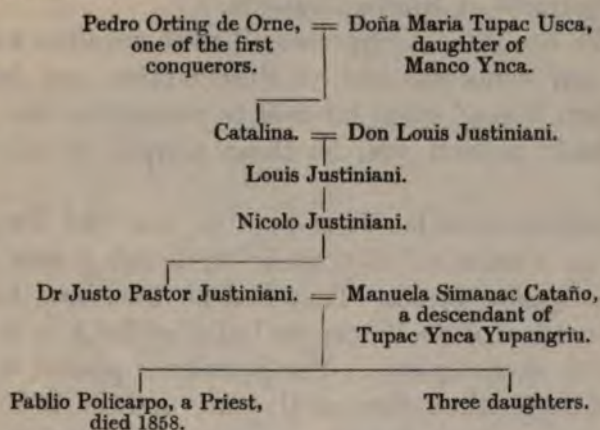 Pedro Orting de Orne, = Doña Maria Tupac Usca,
one of the first daughter of
conquerors. Manco Ynca.
Catalina. = Don Louis Justiniani.
Louis Justiniani.
Nicolo Justiniani.
Dr Justo Pastor Justiniani. = Manuela Simanac Cataño,
a descendant of
Tupac Ynca Yupangriu.
Pablio Policarpo, a Priest, Three daughters.
died 1858.